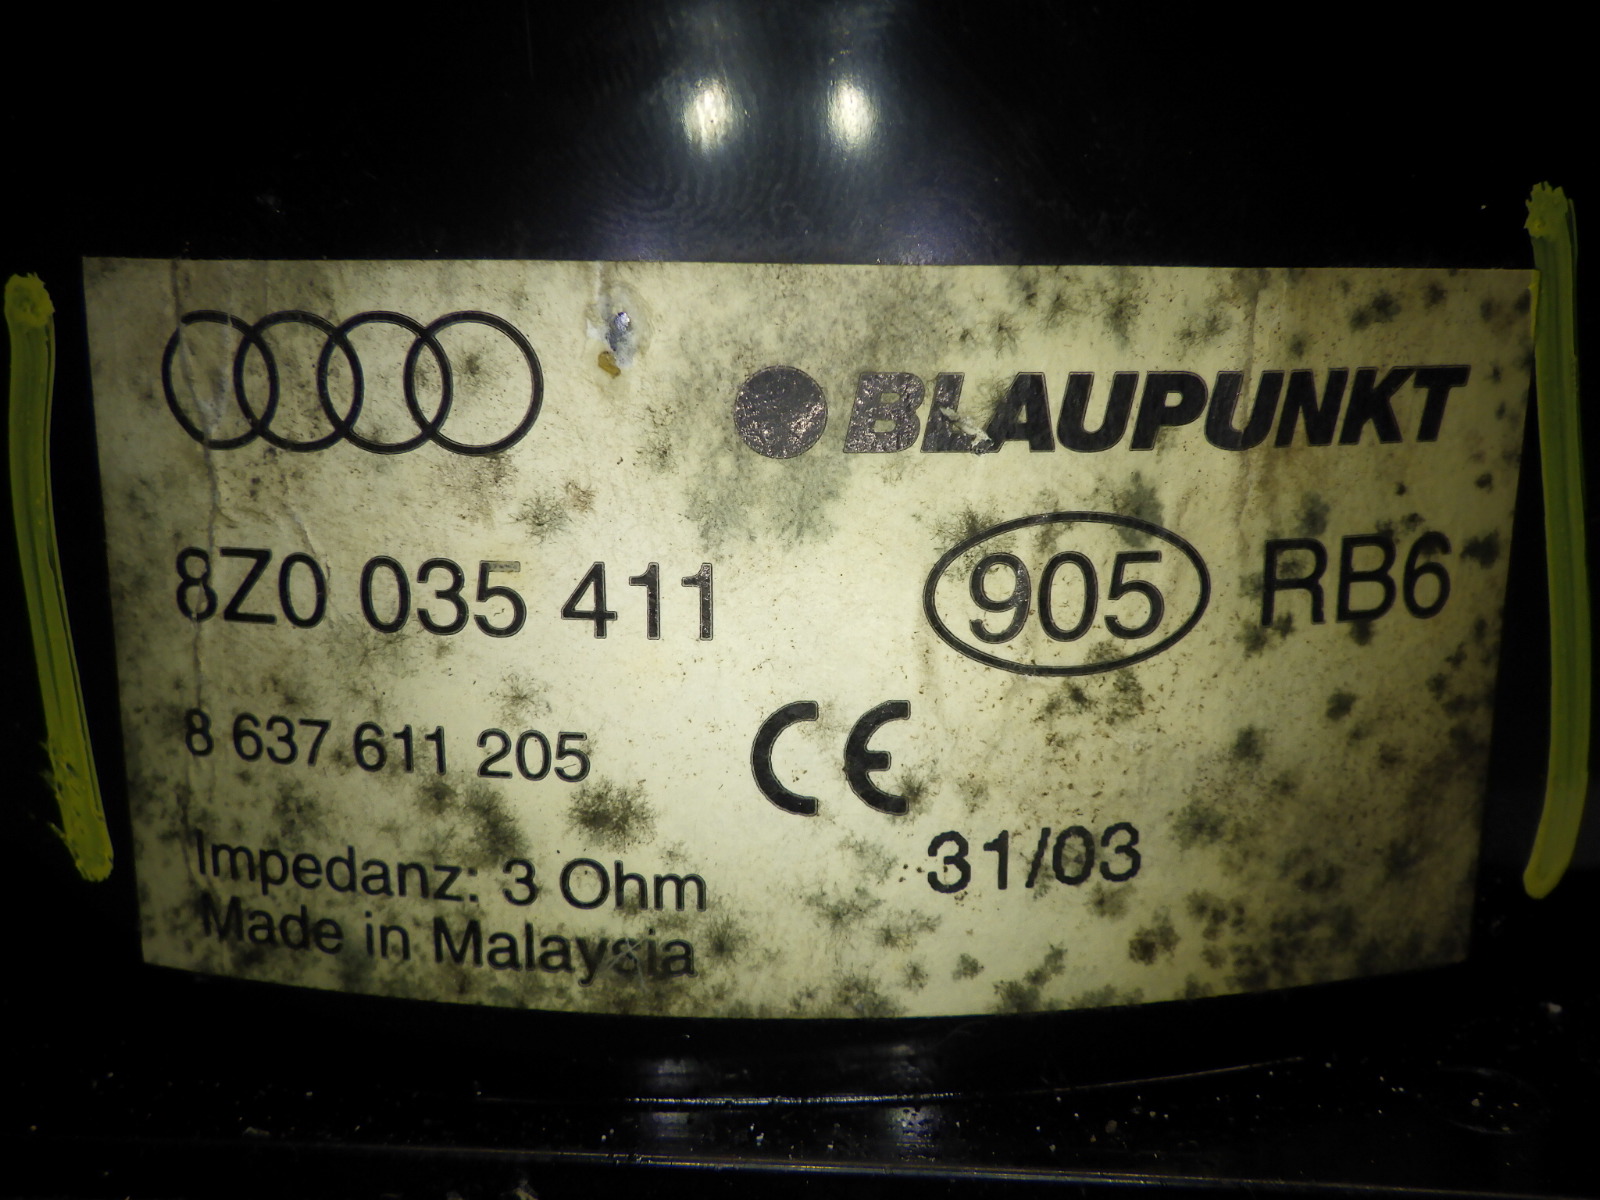 BLAUPUNKT
8Z0 035 411 905 RB6
8 637 611 205 CE
Impedanz: 3 Ohm 31/03
Made in Malaysia